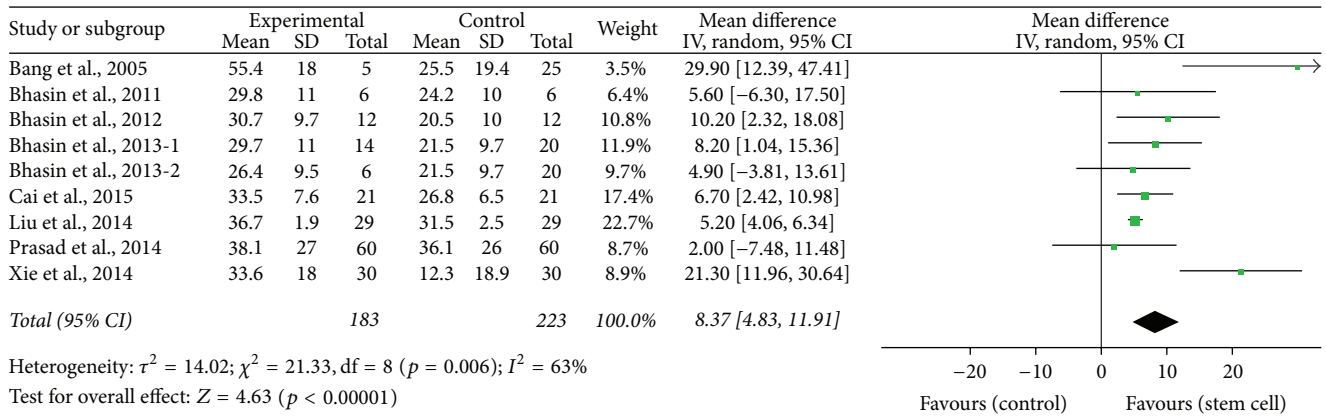 Study or subgroup Experimental Control Weight Mean difference Mean difference
Mean SD Total Mean SD Total IV, random, 95% CI IV, random, 95% CI
Bang et al., 2005 55.4 18 5 25.5 19.4 25 3.5% 29.90 [12.39, 47.41]
Bhasin et al., 2011 29.8 11 6 24.2 10 6 6.4% 5.60 [−6.30, 17.50]
Bhasin et al., 2012 30.7 9.7 12 20.5 10 12 10.8% 10.20 [2.32, 18.08]
Bhasin et al., 2013-1 29.7 11 14 21.5 9.7 20 11.9% 8.20 [1.04, 15.36]
Bhasin et al., 2013-2 26.4 9.5 6 21.5 9.7 20 9.7% 4.90 [−3.81, 13.61]
Cai et al., 2015 33.5 7.6 21 26.8 6.5 21 17.4% 6.70 [2.42, 10.98]
Liu et al., 2014 36.7 1.9 29 31.5 2.5 29 22.7% 5.20 [4.06, 6.34]
Prasad et al., 2014 38.1 27 60 36.1 26 60 8.7% 2.00 [−7.48, 11.48]
Xie et al., 2014 33.6 18 30 12.3 18.9 30 8.9% 21.30 [11.96, 30.64]
Total (95% CI) 183 223 100.0% 8.37 [4.83, 11.91]
Heterogeneity: τ² = 14.02; χ² = 21.33, df = 8 (p = 0.006); I² = 63%
Test for overall effect: Z = 4.63 (p < 0.00001)
−20 −10 0 10 20
Favours (control) Favours (stem cell)